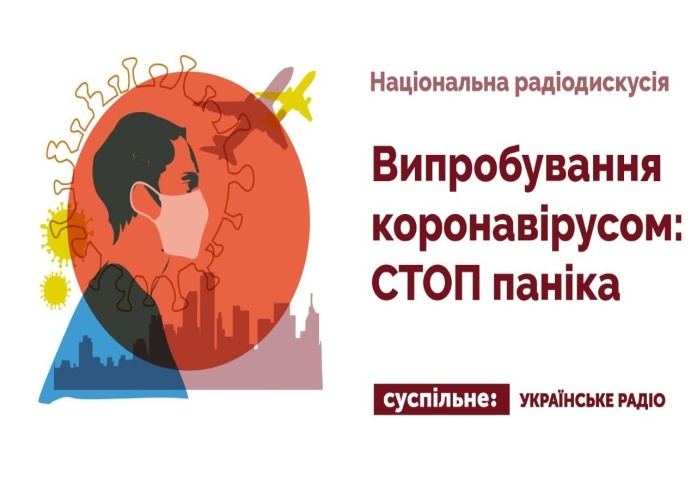 Національна радіодискусія
Випробування
коронавірусом:
СТОП паніка
суспільне: УКРАЇНСЬКЕ РАДІО